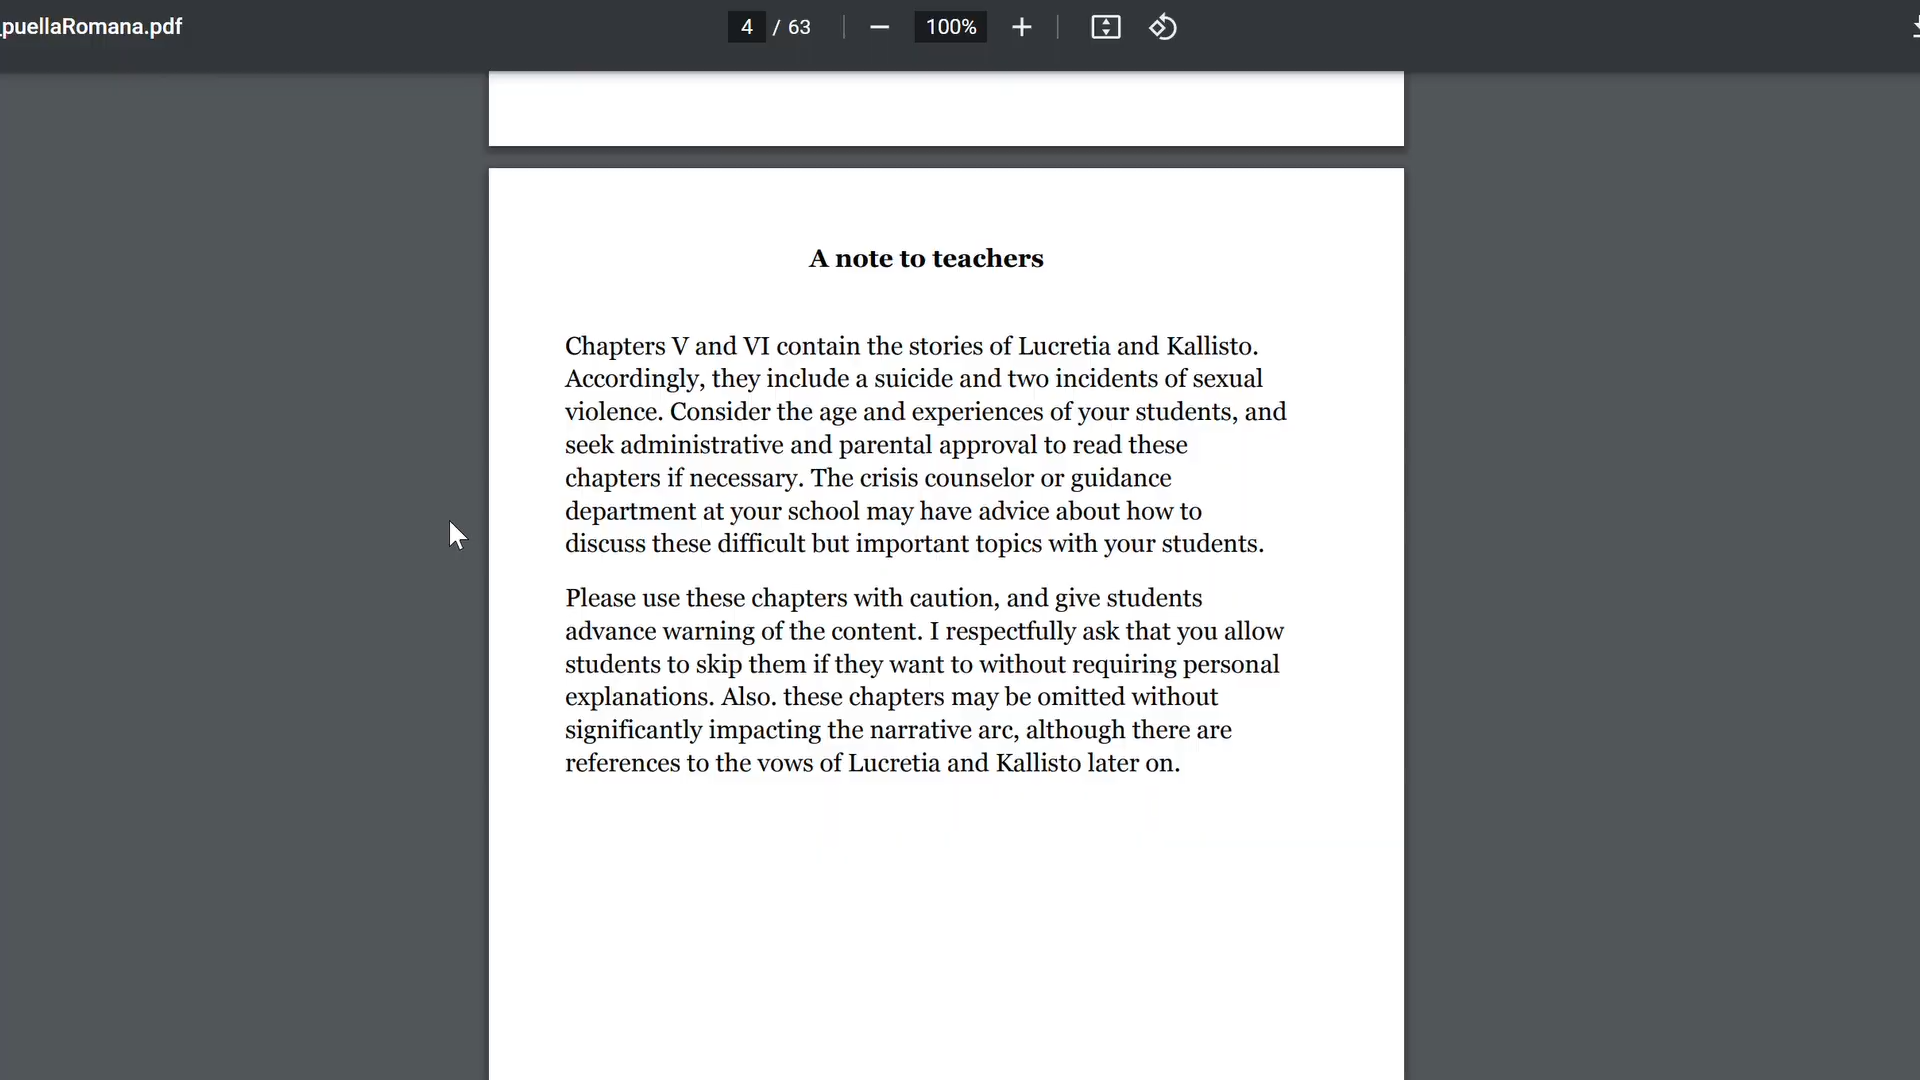 puellaRomana.pdf
4 / 63
100%
A note to teachers
Chapters V and VI contain the stories of Lucretia and Kallisto.
Accordingly, they include a suicide and two incidents of sexual
violence. Consider the age and experiences of your students, and
seek administrative and parental approval to read these
chapters if necessary. The crisis counselor or guidance
department at your school may have advice about how to
discuss these difficult but important topics with your students.
Please use these chapters with caution, and give students
advance warning of the content. I respectfully ask that you allow
students to skip them if they want to without requiring personal
explanations. Also. these chapters may be omitted without
significantly impacting the narrative arc, although there are
references to the vows of Lucretia and Kallisto later on.